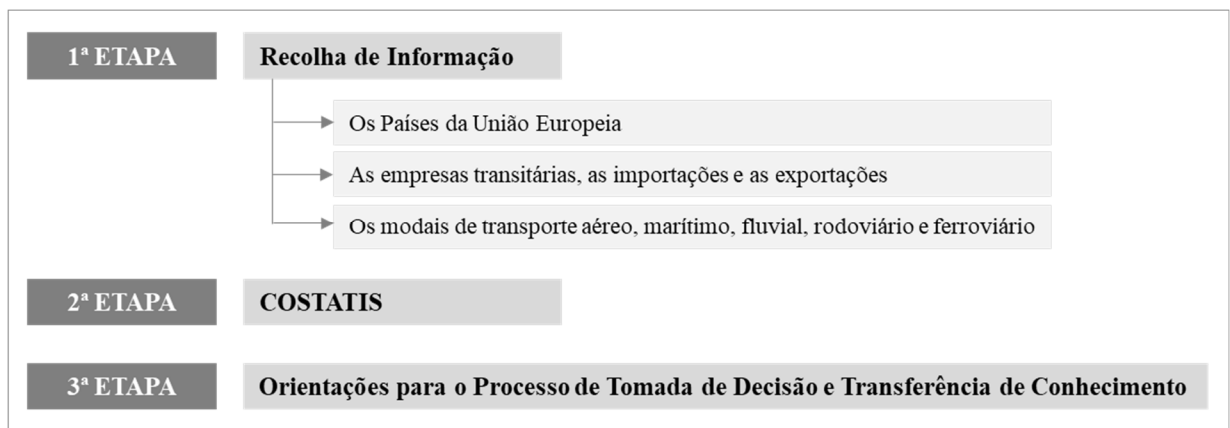 1ª ETAPA
Recolha de Informação
Os Países da União Europeia
As empresas transitárias, as importações e as exportações
Os modais de transporte aéreo, marítimo, fluvial, rodoviário e ferroviário
2ª ETAPA
COSTATIS
3ª ETAPA
Orientações para o Processo de Tomada de Decisão e Transferência de Conhecimento